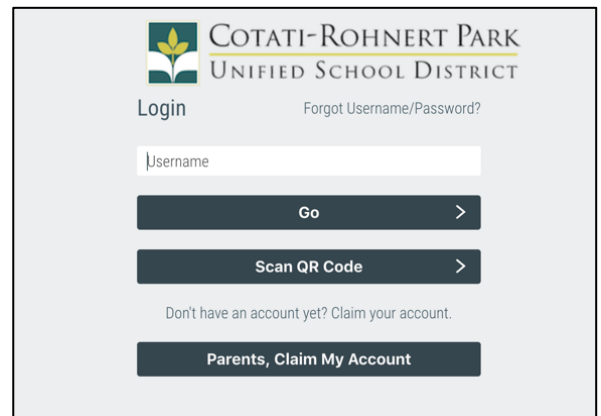 COTATI-ROHNERT PARK
UNIFIED SCHOOL DISTRICT
Login
Forgot Username/Password?
Username
Go
Scan QR Code
Don't have an account yet? Claim your account.
Parents, Claim My Account